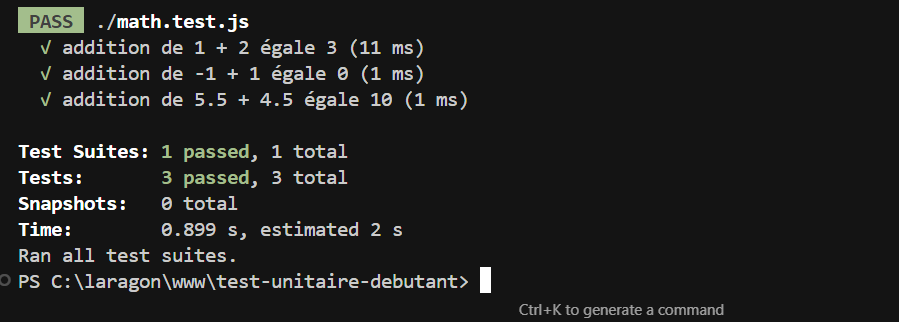 PASS ./math.test.js
√ addition de 1 + 2 égale 3 (11 ms)
√ addition de -1 + 1 égale 0 (1 ms)
√ addition de 5.5 + 4.5 égale 10 (1 ms)
Test Suites: 1 passed, 1 total
Tests: 3 passed, 3 total
Snapshots: 0 total
Time: 0.899 s, estimated 2 s
Ran all test suites.
PS C:\laragon\www\test-unitaire-debutant>
Ctrl+K to generate a command